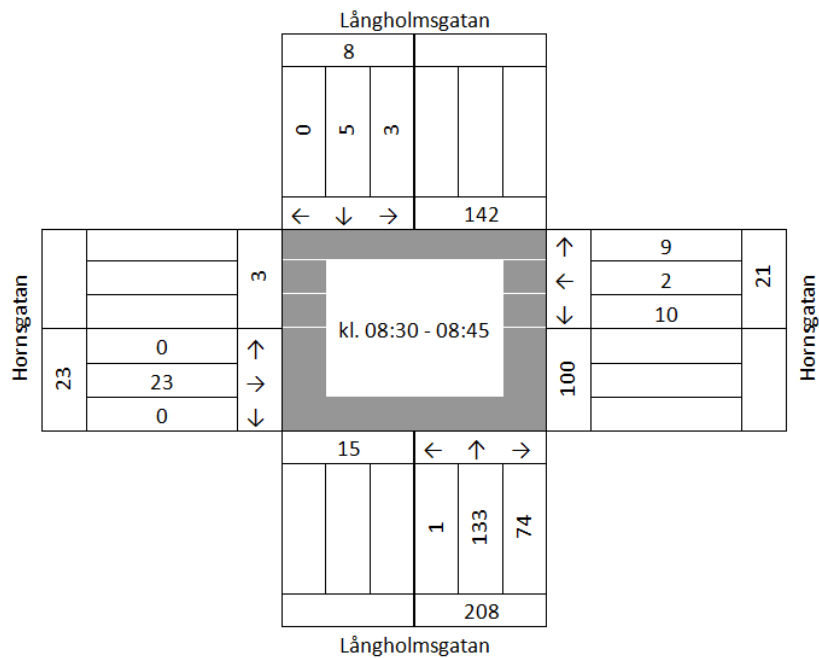 Långholmsgatan
8
0 5 3
← ↓ → 142
Hornsgatan
3
23
0 ↑
23 →
0 ↓
kl. 08:30 - 08:45
↑ 9
← 2
↓ 10
21
100
Hornsgatan
15 ← ↑ →
1 133 74
208
Långholmsgatan